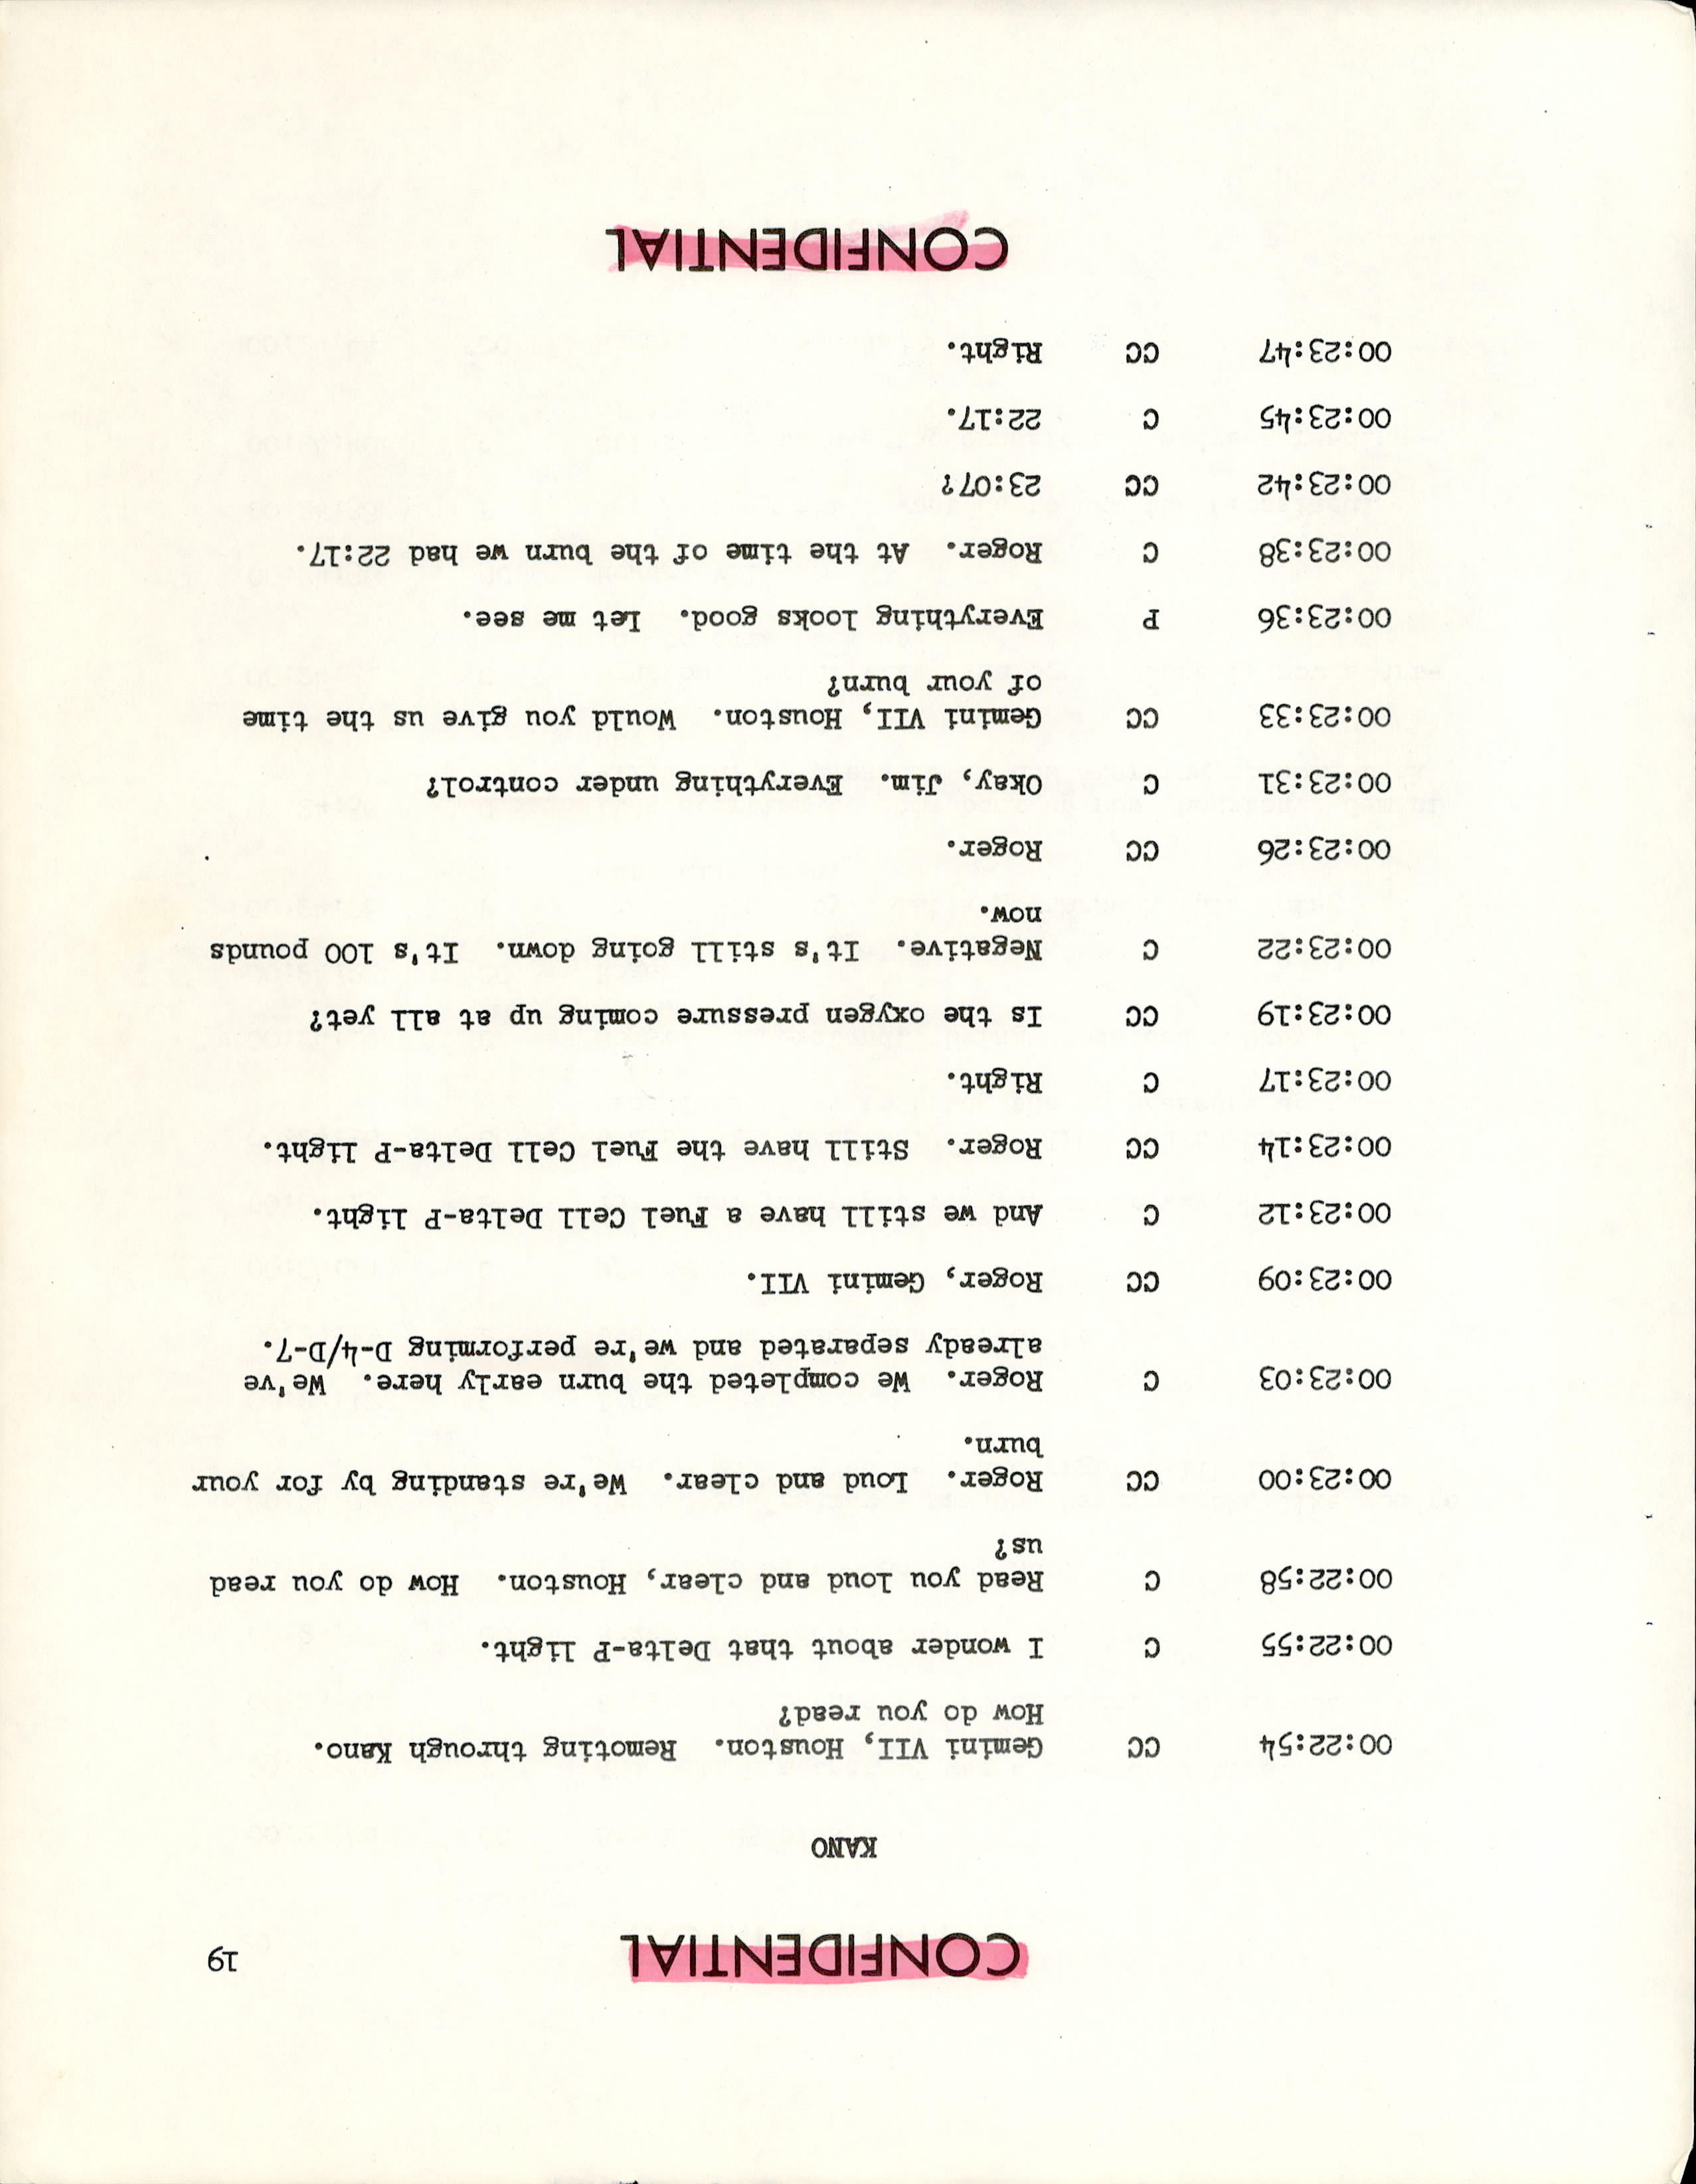 CONFIDENTIAL 19
KANO
00:22:54 CC Gemini VII, Houston. Remoting through Kano.
How do you read?
00:22:55 C I wonder about that Delta-P light.
00:22:58 C Read you loud and clear, Houston. How do you read
us?
00:23:00 CC Roger. Loud and clear. We're standing by for your
burn.
00:23:03 C Roger. We completed the burn early here. We've
already separated and we're performing D-4/D-7.
00:23:09 CC Roger, Gemini VII.
00:23:12 C And we still have a Fuel Cell Delta-P light.
00:23:14 CC Roger. Still have the Fuel Cell Delta-P light.
00:23:17 C Right.
00:23:19 CC Is the oxygen pressure coming up at all yet?
00:23:22 C Negative. It's still going down. It's 100 pounds
now.
00:23:26 CC Roger.
00:23:31 C Okay, Jim. Everything under control?
00:23:33 CC Gemini VII, Houston. Would you give us the time
of your burn?
00:23:36 P Everything looks good. Let me see.
00:23:38 C Roger. At the time of the burn we had 22:17.
00:23:42 CC 23:07?
00:23:45 C 22:17.
00:23:47 CC Right.
CONFIDENTIAL